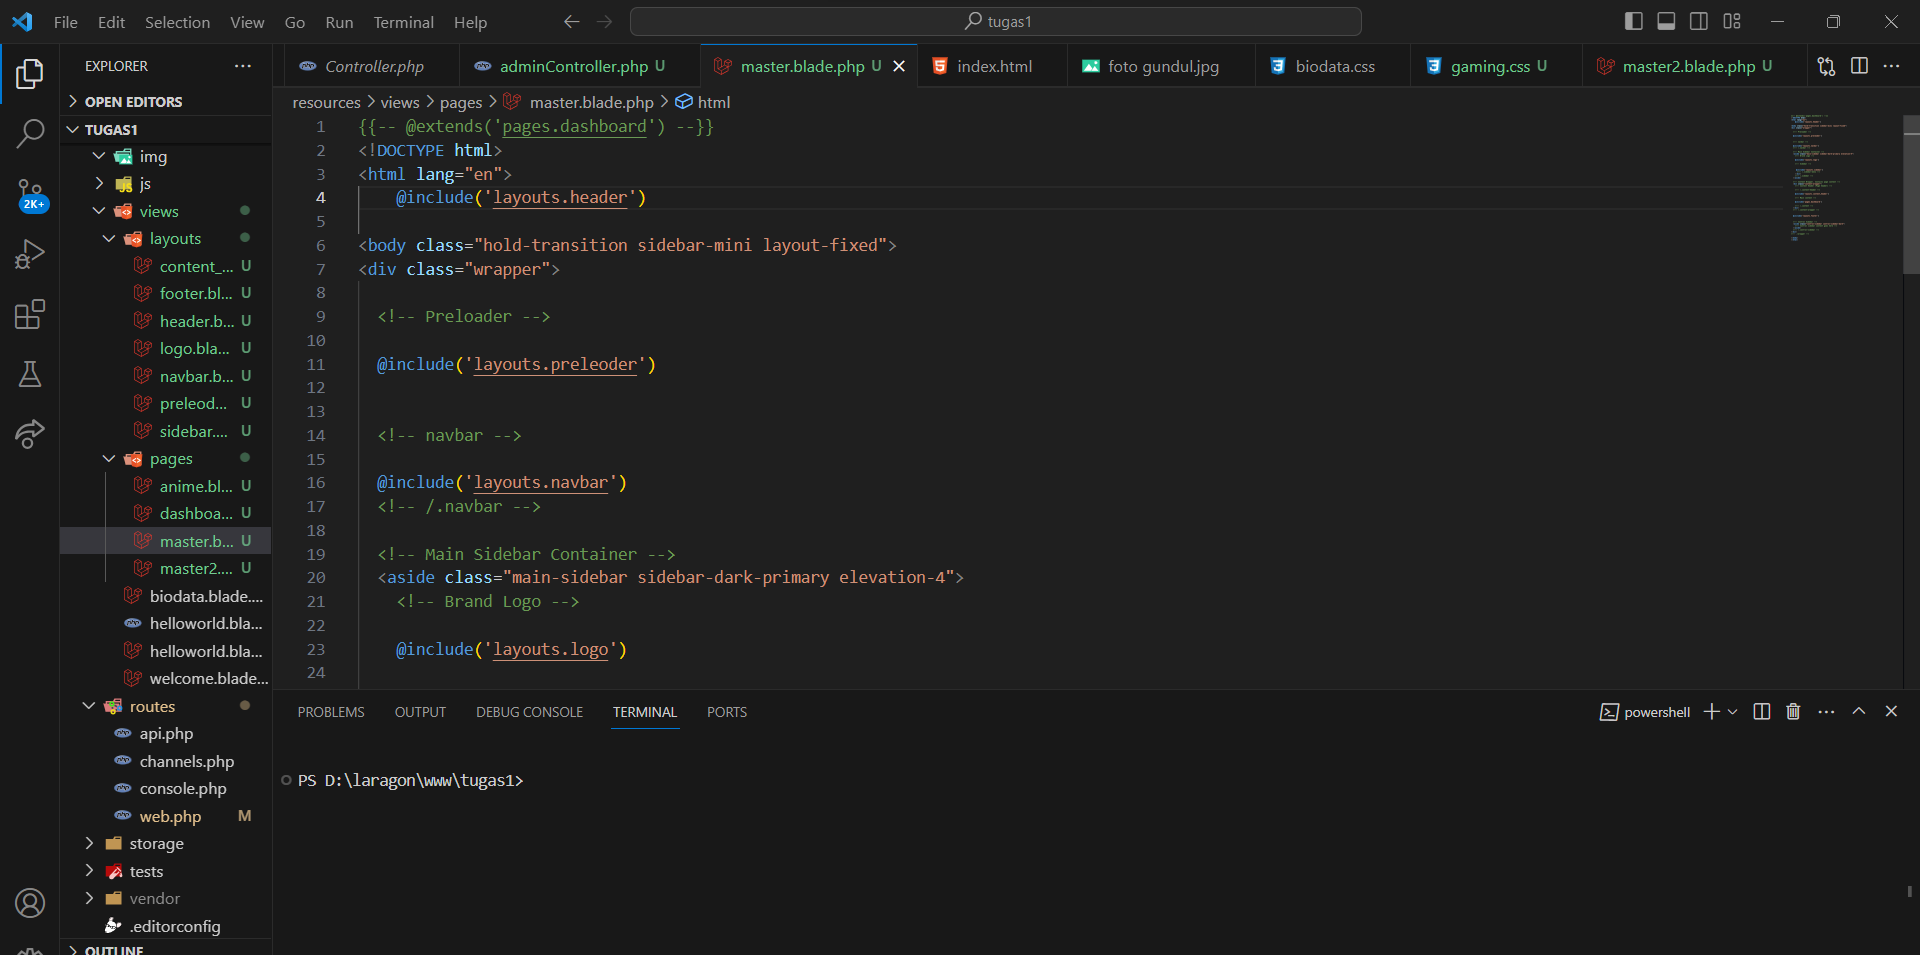 File Edit Selection View Go Run Terminal Help
tugas1
EXPLORER
OPEN EDITORS
TUGAS1
img
js
views
layouts
content_... U
footer.bl... U
header.b... U
logo.bla... U
navbar.b... U
preleod... U
sidebar.... U
pages
anime.bl... U
dashboa... U
master.b... U
master2.... U
biodata.blade....
helloworld.bla...
helloworld.bla...
welcome.blade...
routes
api.php
channels.php
console.php
web.php M
storage
tests
vendor
.editorconfig
OUTLINE
2K+
Controller.php adminController.php U master.blade.php U index.html foto gundul.jpg biodata.css gaming.css U master2.blade.php U
resources > views > pages > master.blade.php > html
1 {{-- @extends('pages.dashboard') --}}
2 <!DOCTYPE html>
3 <html lang="en">
4 @include('layouts.header')
5
6 <body class="hold-transition sidebar-mini layout-fixed">
7 <div class="wrapper">
8
9 <!-- Preloader -->
10
11 @include('layouts.preleoder')
12
13
14 <!-- navbar -->
15
16 @include('layouts.navbar')
17 <!-- /.navbar -->
18
19 <!-- Main Sidebar Container -->
20 <aside class="main-sidebar sidebar-dark-primary elevation-4">
21 <!-- Brand Logo -->
22
23 @include('layouts.logo')
24
PROBLEMS OUTPUT DEBUG CONSOLE TERMINAL PORTS
powershell
PS D:\laragon\www\tugas1>